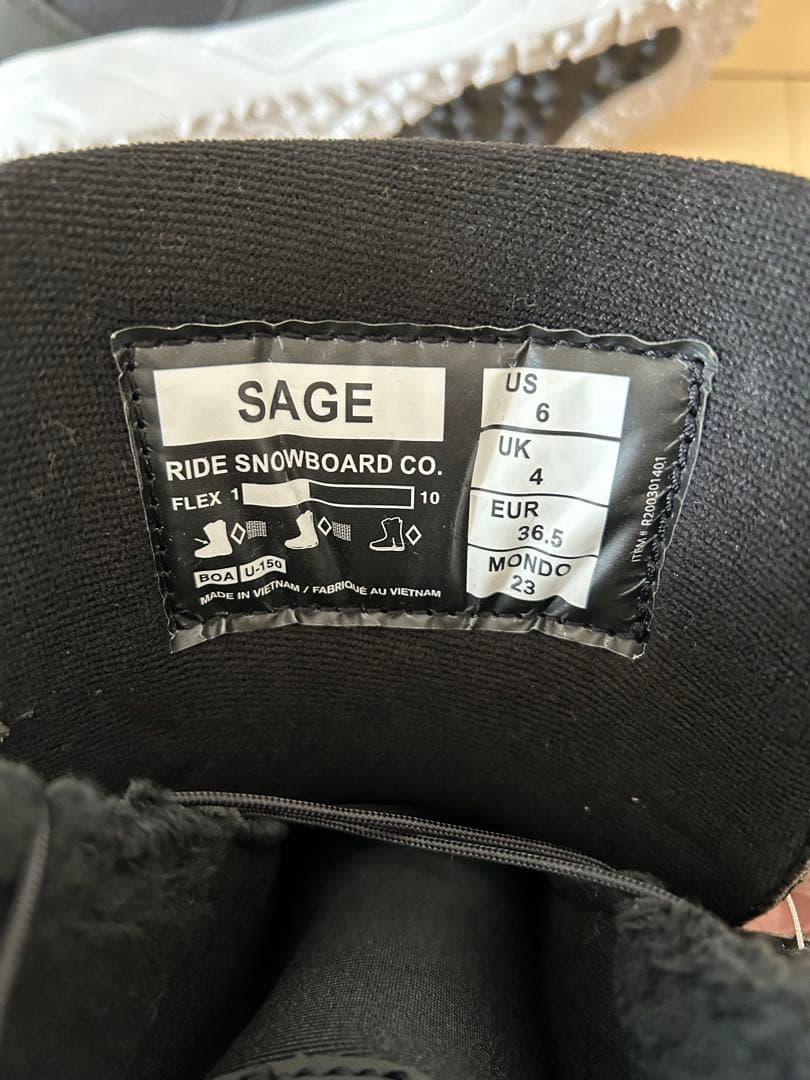 SAGE
RIDE SNOWBOARD CO.
FLEX 1 10
BOA U-150
MADE IN VIETNAM / FABRIQUÉ AU VIETNAM
US
6
UK
4
EUR
36.5
MONDO
23
ITEM# R200301401